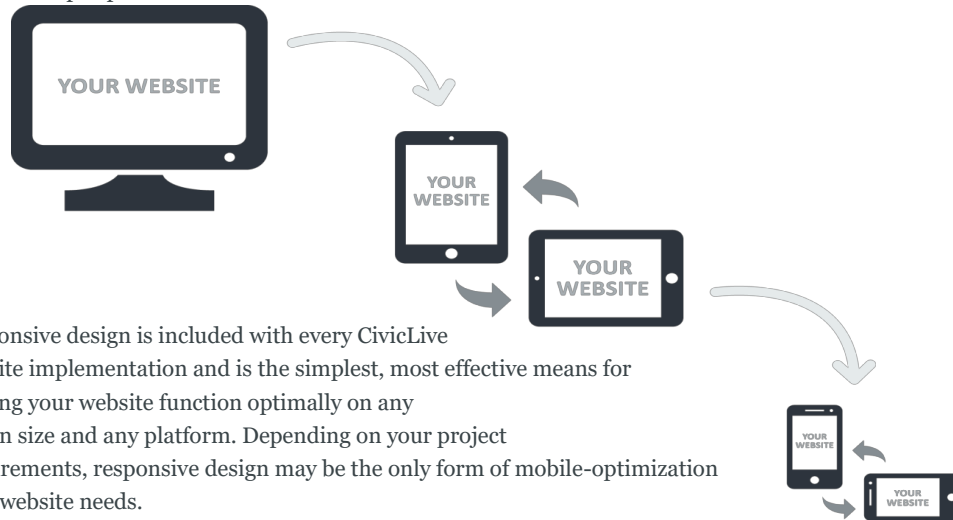 YOUR WEBSITE
YOUR
WEBSITE
YOUR
WEBSITE
onsive design is included with every CivicLive
ite implementation and is the simplest, most effective means for
ng your website function optimally on any
n size and any platform. Depending on your project
rements, responsive design may be the only form of mobile-optimization
website needs.
YOUR
WEBSITE
YOUR
WEBSITE